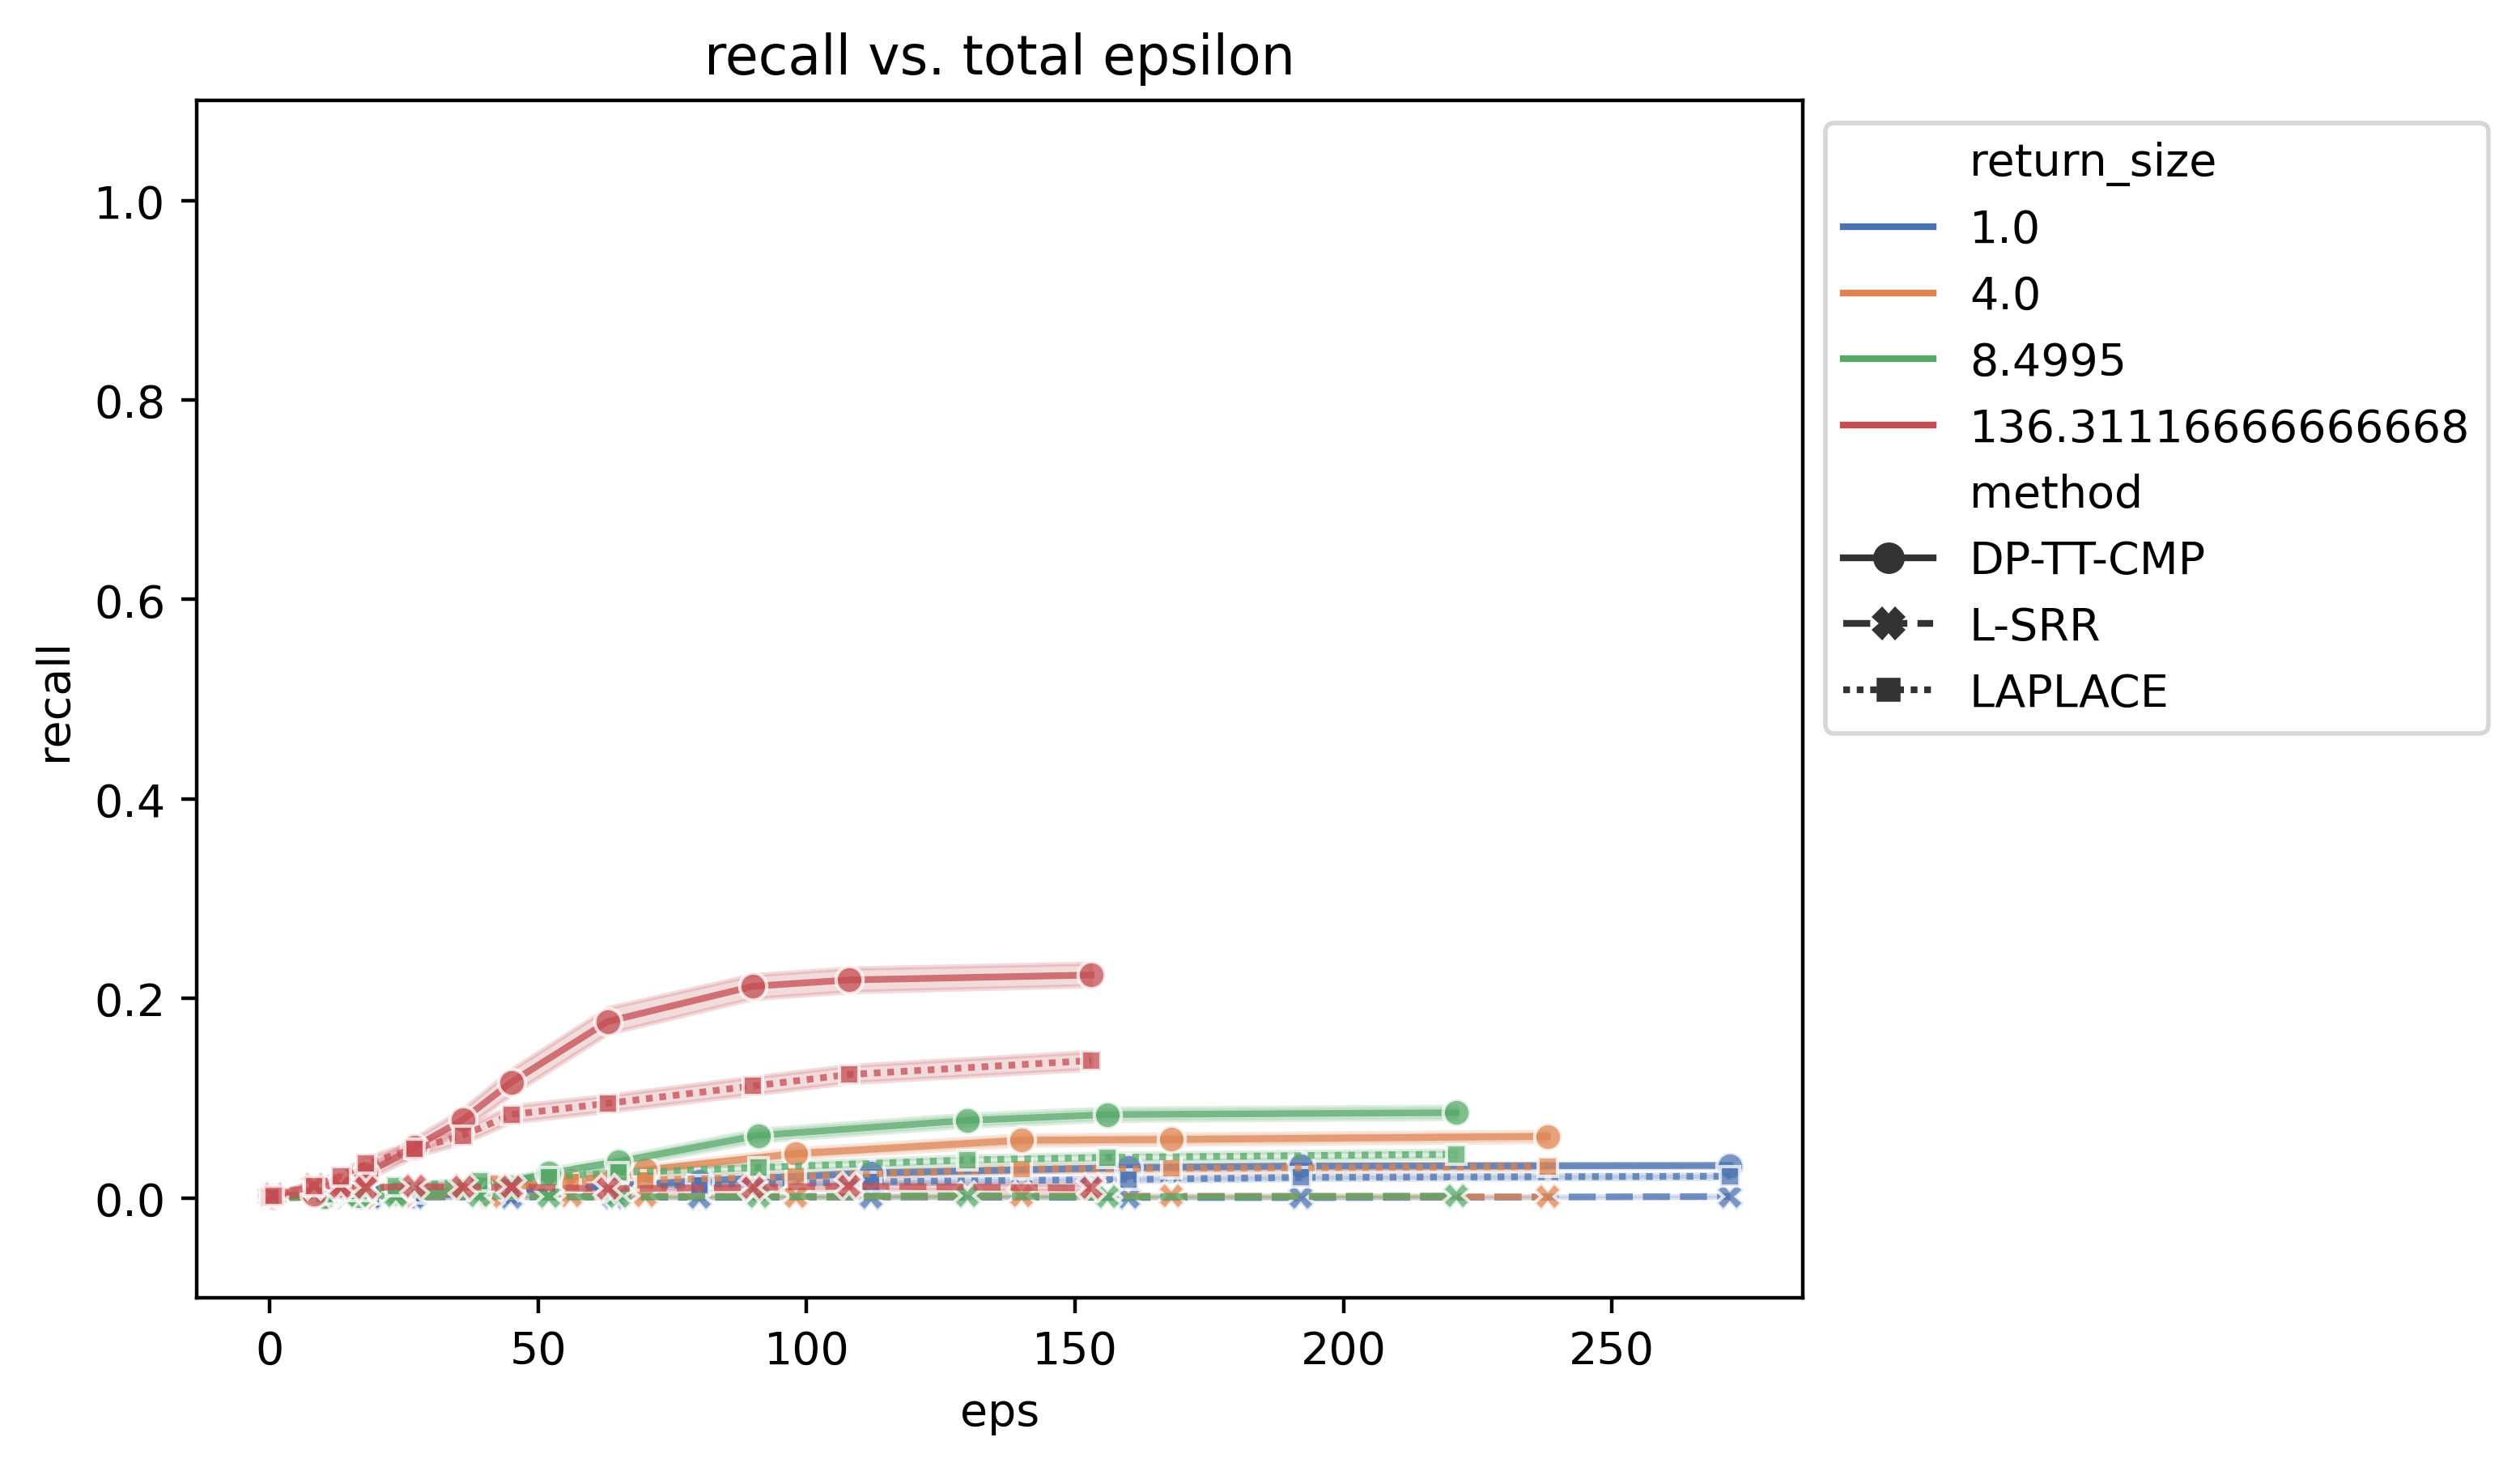 recall vs. total epsilon
recall
1.0
0.8
0.6
0.4
0.2
0.0
0 50 100 150 200 250
eps
return_size
1.0
4.0
8.4995
136.31116666666668
method
DP-TT-CMP
L-SRR
LAPLACE